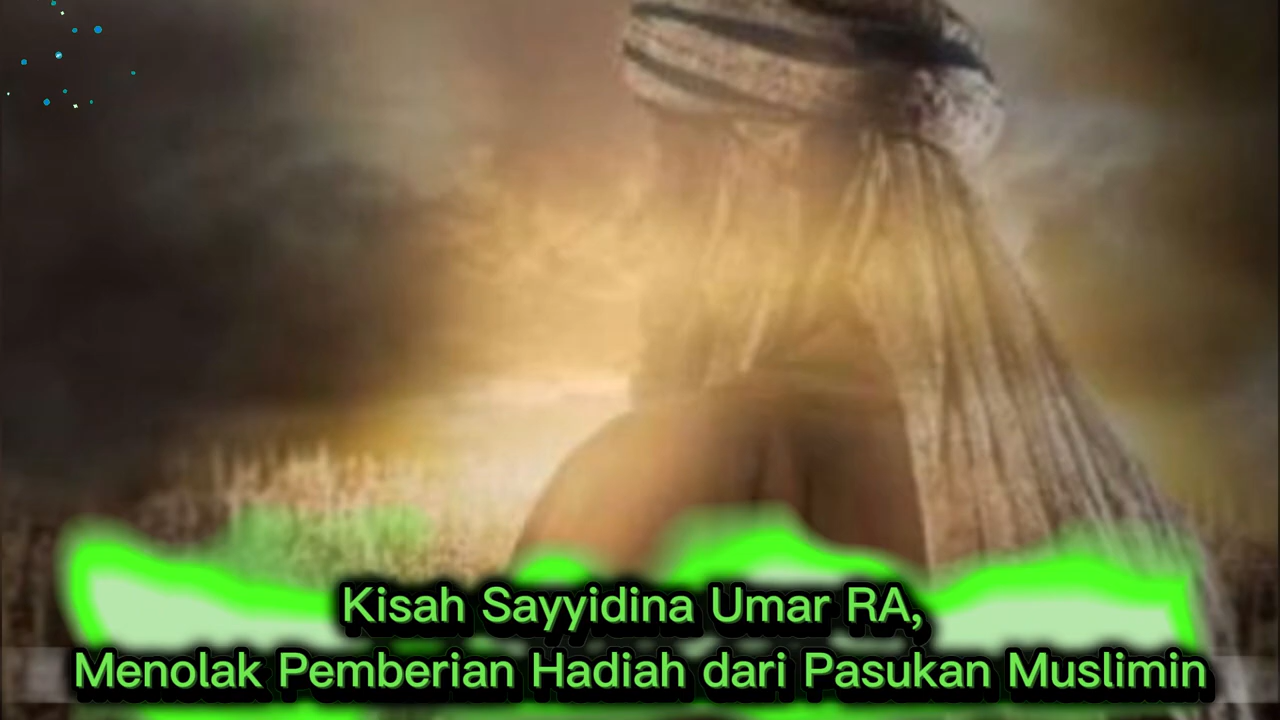 Kisah Sayyidina Umar RA,
Menolak Pemberian Hadiah dari Pasukan Muslimin